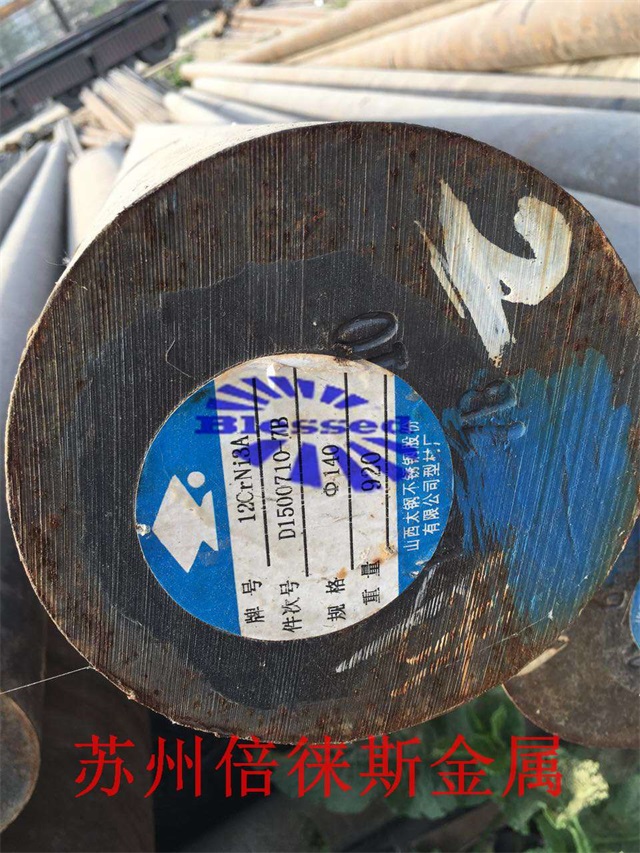 牌号 12CrNi3A
件次号 D1500710-7B
规格 Φ140
重量 920
山西太钢不锈钢股份
有限公司型材厂
Blessed
苏州倍徕斯金属